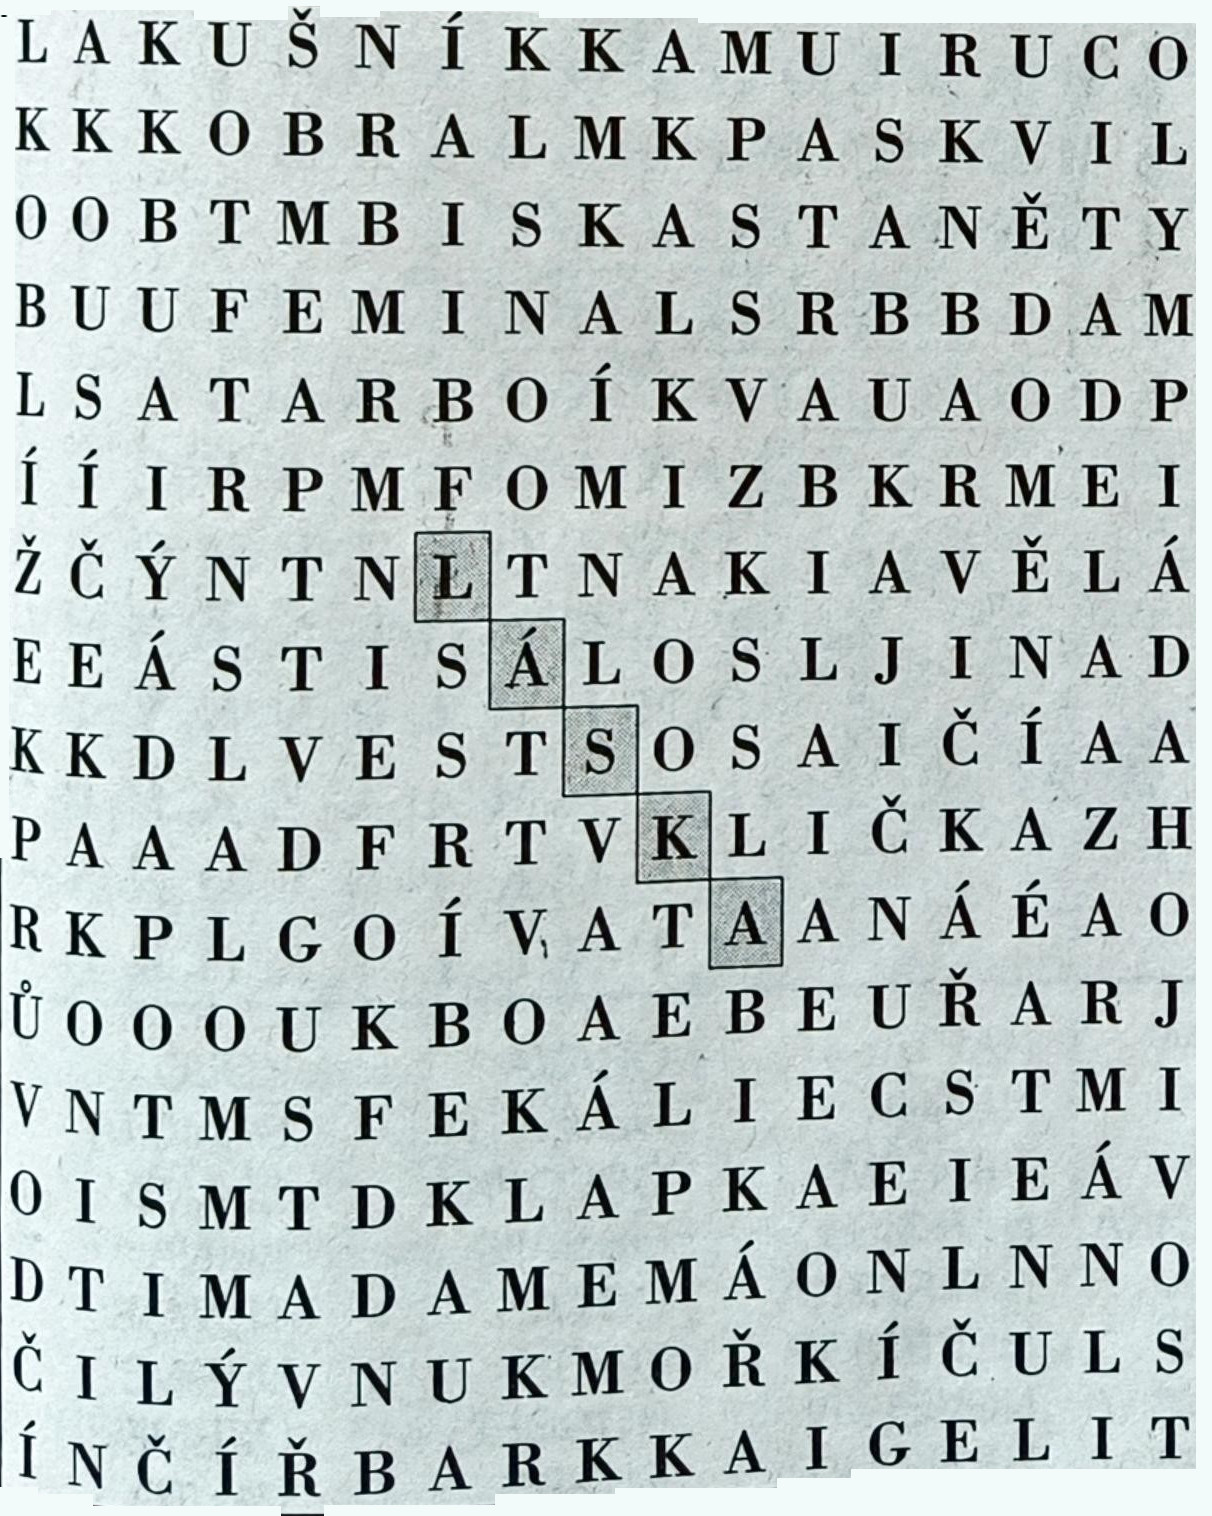 L A K U Š N Í K K A M U I R U C O
K K K O B R A L M K P A S K V I L
O O B T M B I S K A S T A N Ě T Y
B U U F E M I N A L S R B B D A M
L S A T A R B O Í K V A U A O D P
Í Í I R P M F O M I Z B K R M E I
Ž Č Ý N T N L T N A K I A V Ě L Á
E E Á S T I S Á L O S L J I N A D
K K D L V E S T S O S A I Č Í A A
P A A A D F R T V K L I Č K A Z H
R K P L G O Í V A T A A N Á É A O
Ů O O O U K B O A E B E U Ř A R J
V N T M S F E K Á L I E C S T M I
O I S M T D K L A P K A E I E Á V
D T I M A D A M E M Á O N L N N O
Č I L Ý V N U K M O Ř K Í Č U L S
Í N Č Í Ř B A R K K A I G E L I T